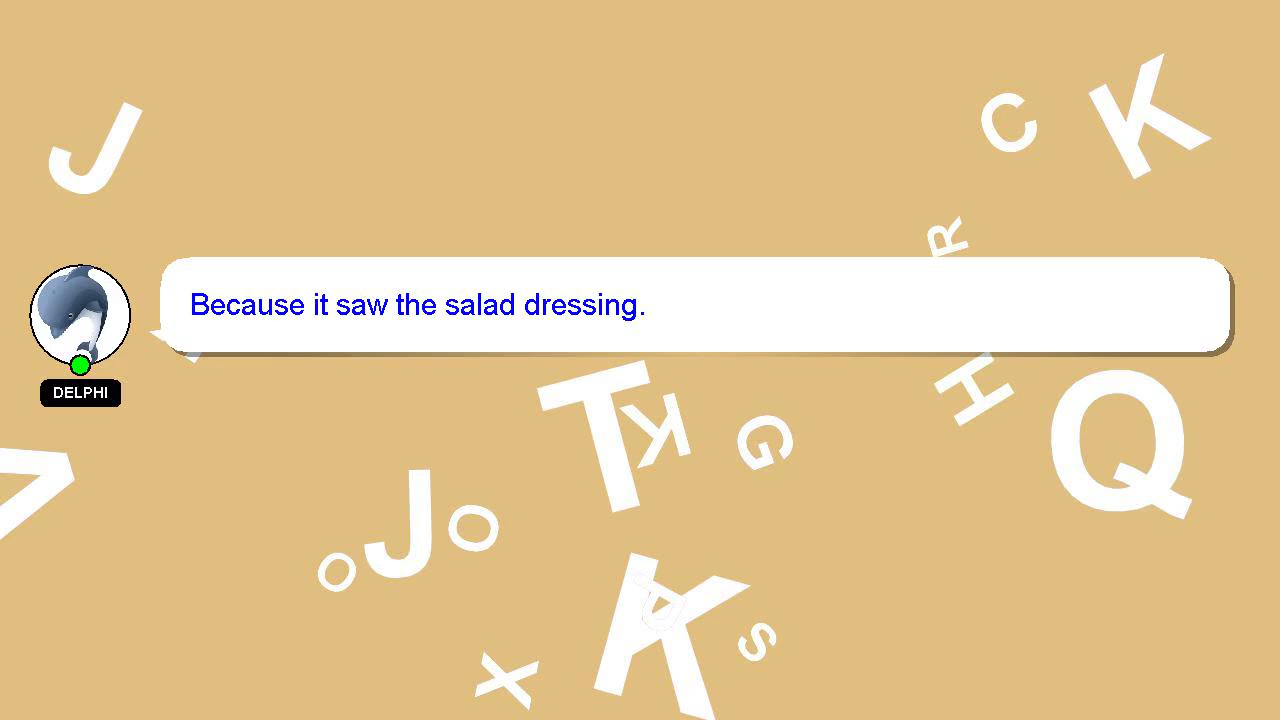 J
C
K
R
Because it saw the salad dressing.
DELPHI
T
K
G
H
Q
J
O
O
K
S
X